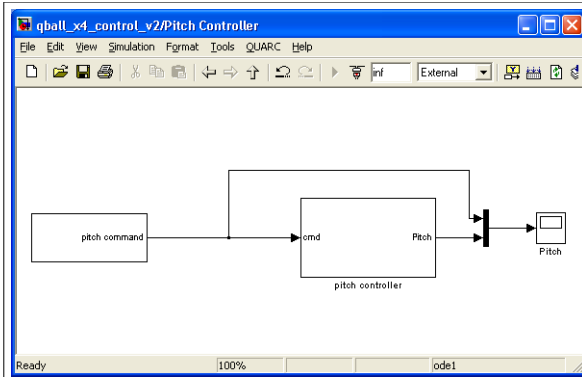 qball_x4_control_v2/Pitch Controller
File Edit View Simulation Format Tools QUARC Help
inf External
pitch command
cmd Pitch
pitch controller
Pitch
Ready 100% ode1